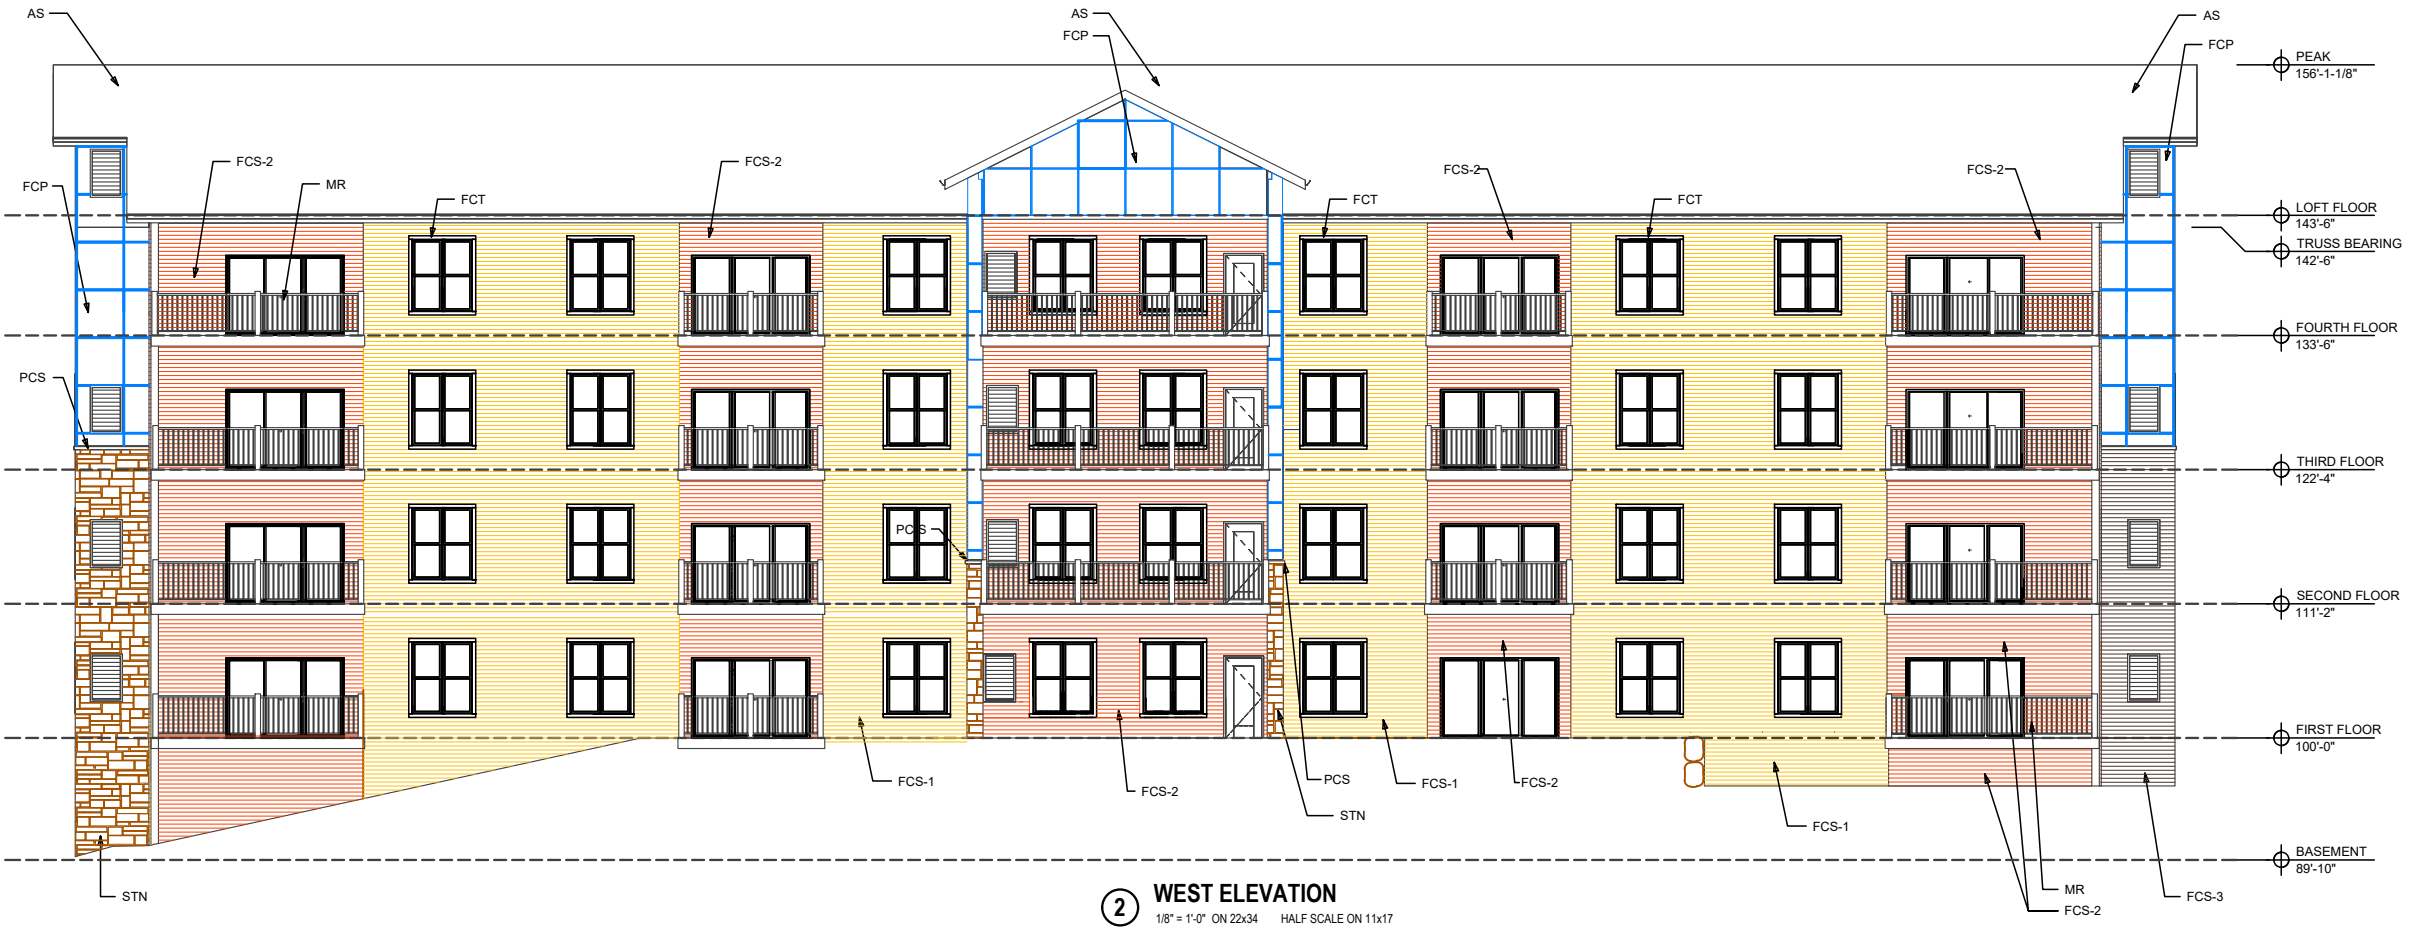 AS
AS
AS
FCP
FCP
PEAK
156'-1-1/8"
FCS-2
FCS-2
FCS-2
FCS-2
FCP
MR
FCT
FCT
FCT
LOFT FLOOR
143'-6"
TRUSS BEARING
142'-6"
FOURTH FLOOR
133'-6"
PCS
THIRD FLOOR
122'-4"
PCS
SECOND FLOOR
111'-2"
FIRST FLOOR
100'-0"
FCS-1
FCS-2
PCS
FCS-1
FCS-2
STN
FCS-1
BASEMENT
89'-10"
STN
MR
FCS-2
FCS-3
2
WEST ELEVATION
1/8" = 1'-0" ON 22x34 HALF SCALE ON 11x17